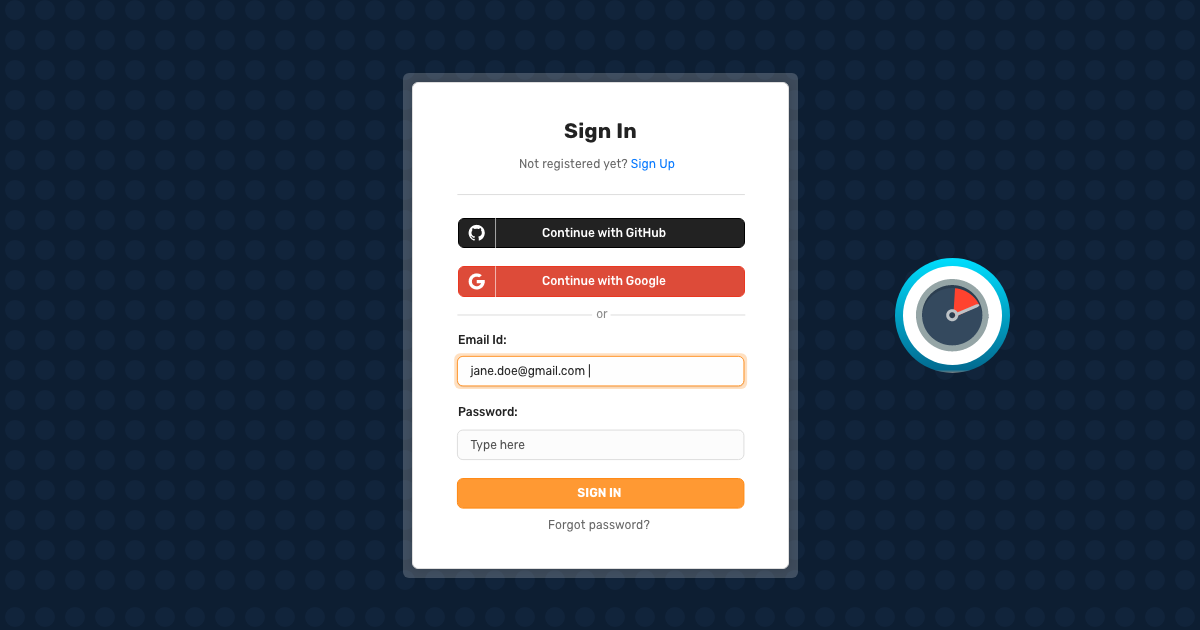 Sign In
Not registered yet? Sign Up
Continue with GitHub
Continue with Google
or
Email Id:
jane.doe@gmail.com |
Password:
Type here
SIGN IN
Forgot password?